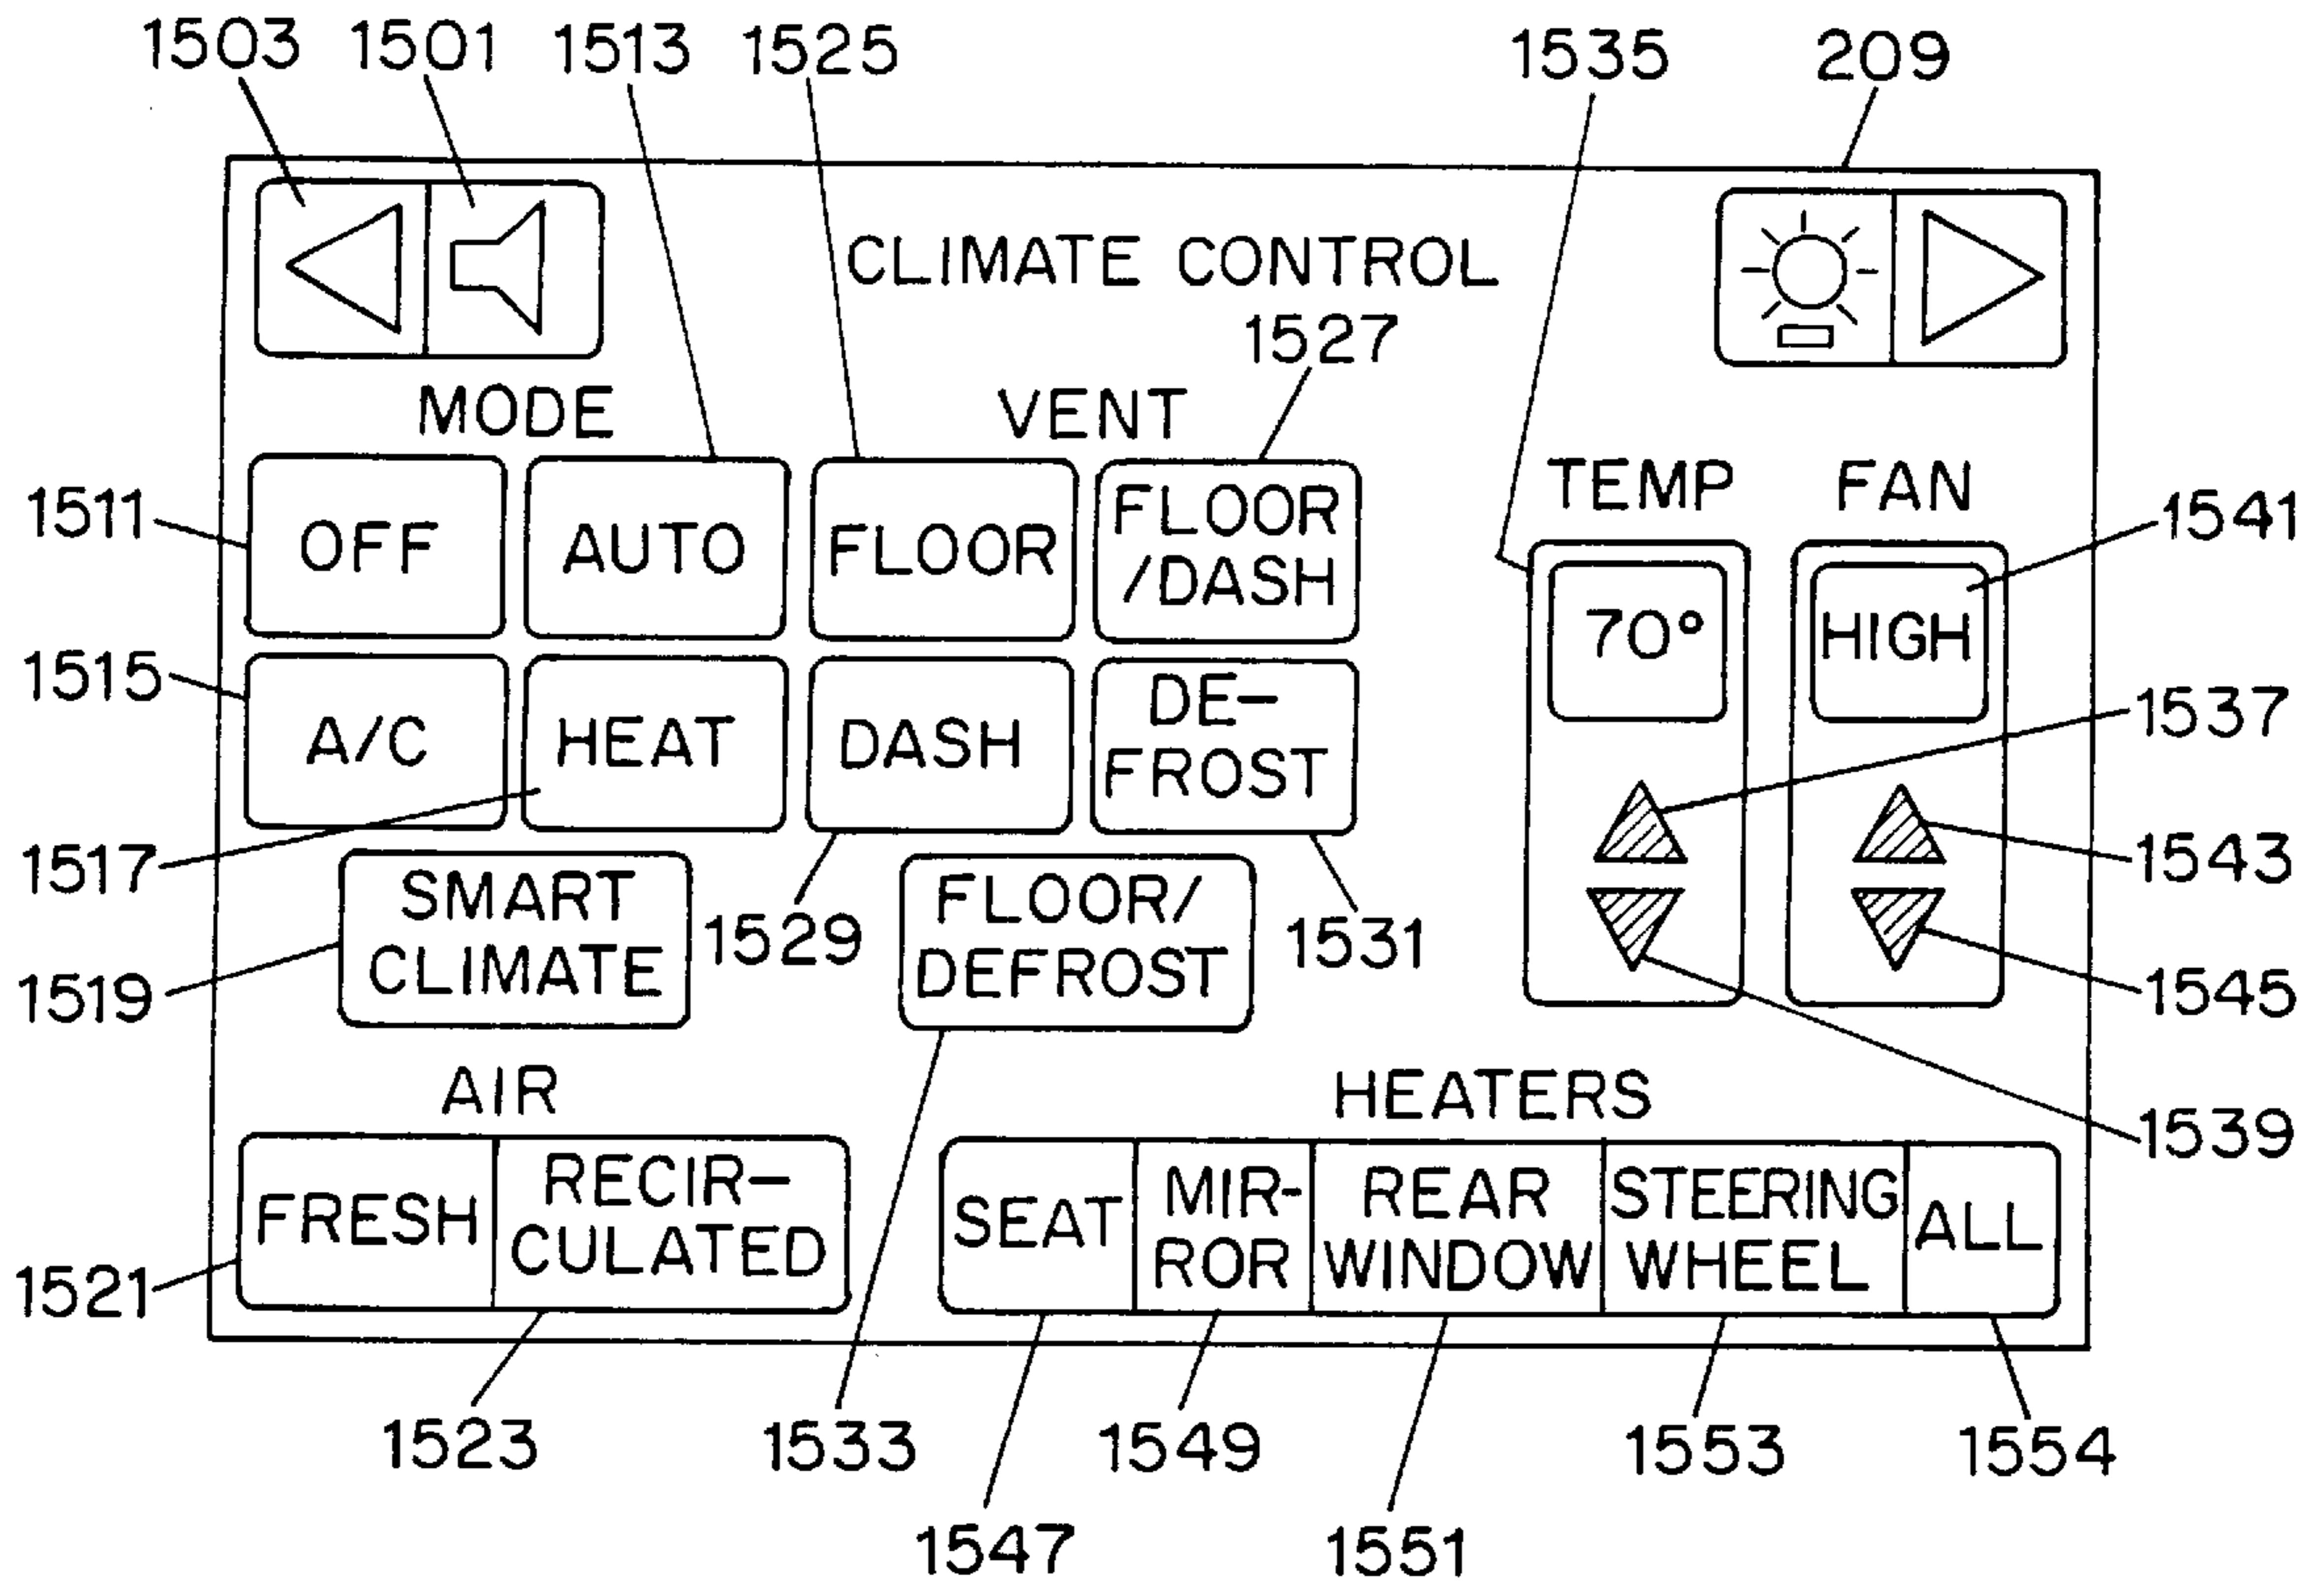 1503 1501 1513 1525 1535 209
CLIMATE CONTROL
1527
MODE VENT
TEMP FAN
1511 OFF AUTO FLOOR FLOOR
/DASH
70° HIGH 1541
1515 A/C HEAT DASH DE-
FROST
1537
1517
1543
SMART
CLIMATE
1529
FLOOR/
DEFROST
1531
1519
1545
AIR HEATERS
1539
FRESH RECIR-
CULATED
SEAT MIR-
ROR
REAR
WINDOW
STEERING
WHEEL
ALL
1521
1523 1533 1549 1553 1554
1547 1551